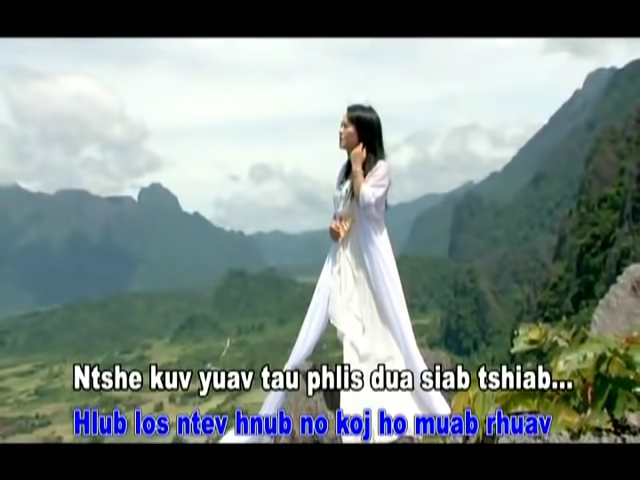 Ntshe kuv yuav tau phlis dua siab tshiab...
Hlub los ntev hnub no koj ho muab rhuav